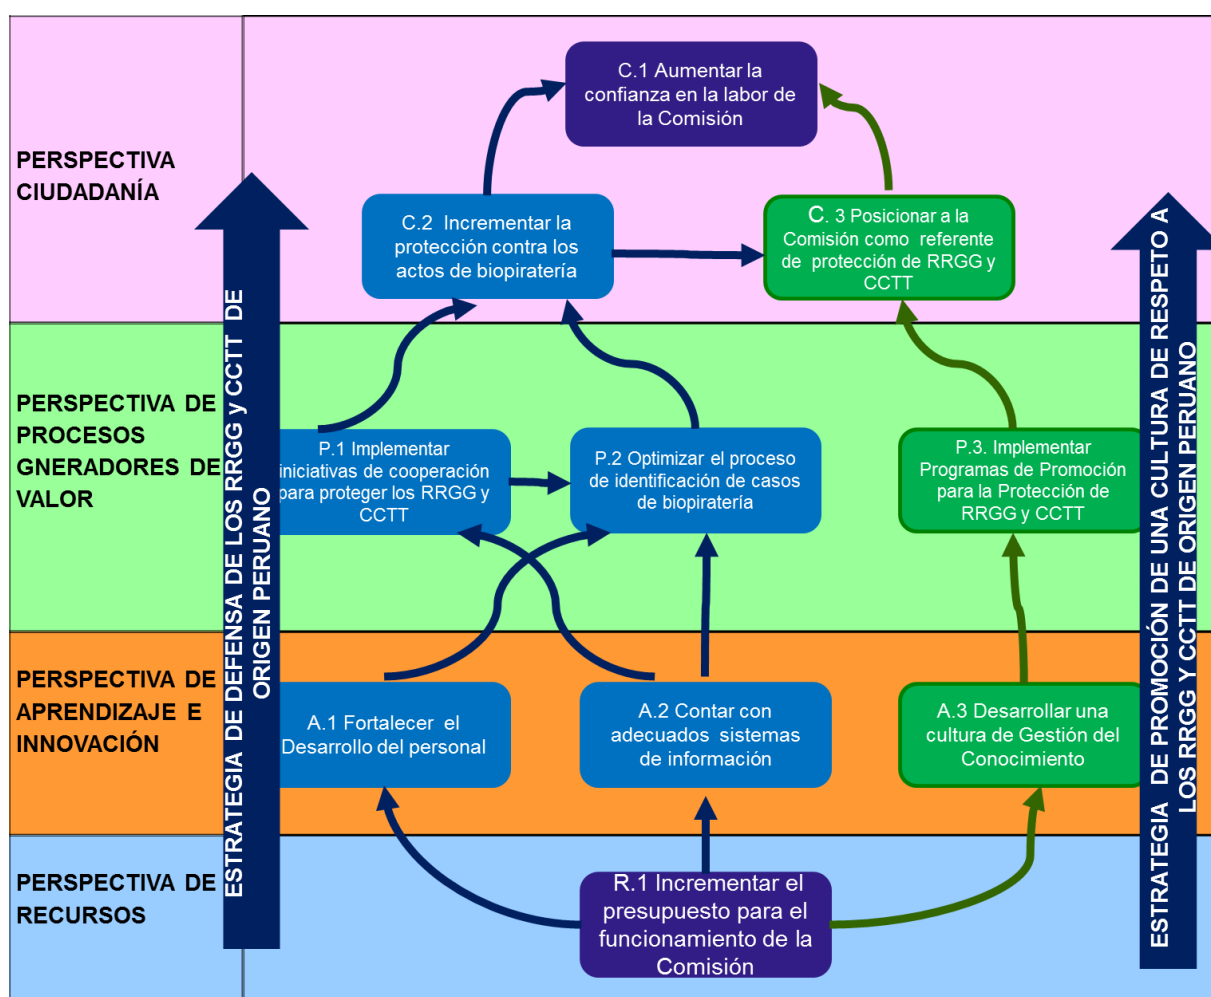 C.1 Aumentar la
confianza en la labor de
la Comisión
PERSPECTIVA
CIUDADANÍA
C.2 Incrementar la
protección contra los
actos de biopiratería
C. 3 Posicionar a la
Comisión como referente
de protección de RRGG y
CCTT
PERSPECTIVA DE
PROCESOS
GNERADORES DE
VALOR
P.1 Implementar
iniciativas de cooperación
para proteger los RRGG y
CCTT
P.2 Optimizar el proceso
de identificación de casos
de biopiratería
P.3. Implementar
Programas de Promoción
para la Protección de
RRGG y CCTT
PERSPECTIVA DE
APRENDIZAJE E
INNOVACIÓN
A.1 Fortalecer el
Desarrollo del personal
A.2 Contar con
adecuados sistemas
de información
A.3 Desarrollar una
cultura de Gestión del
Conocimiento
PERSPECTIVA DE
RECURSOS
R.1 Incrementar el
presupuesto para el
funcionamiento de la
Comisión
ESTRATEGIA DE DEFENSA DE LOS RRGG y CCTT DE
ORIGEN PERUANO
ESTRATEGIA DE PROMOCIÓN DE UNA CULTURA DE RESPETO A
LOS RRGG Y CCTT DE ORIGEN PERUANO